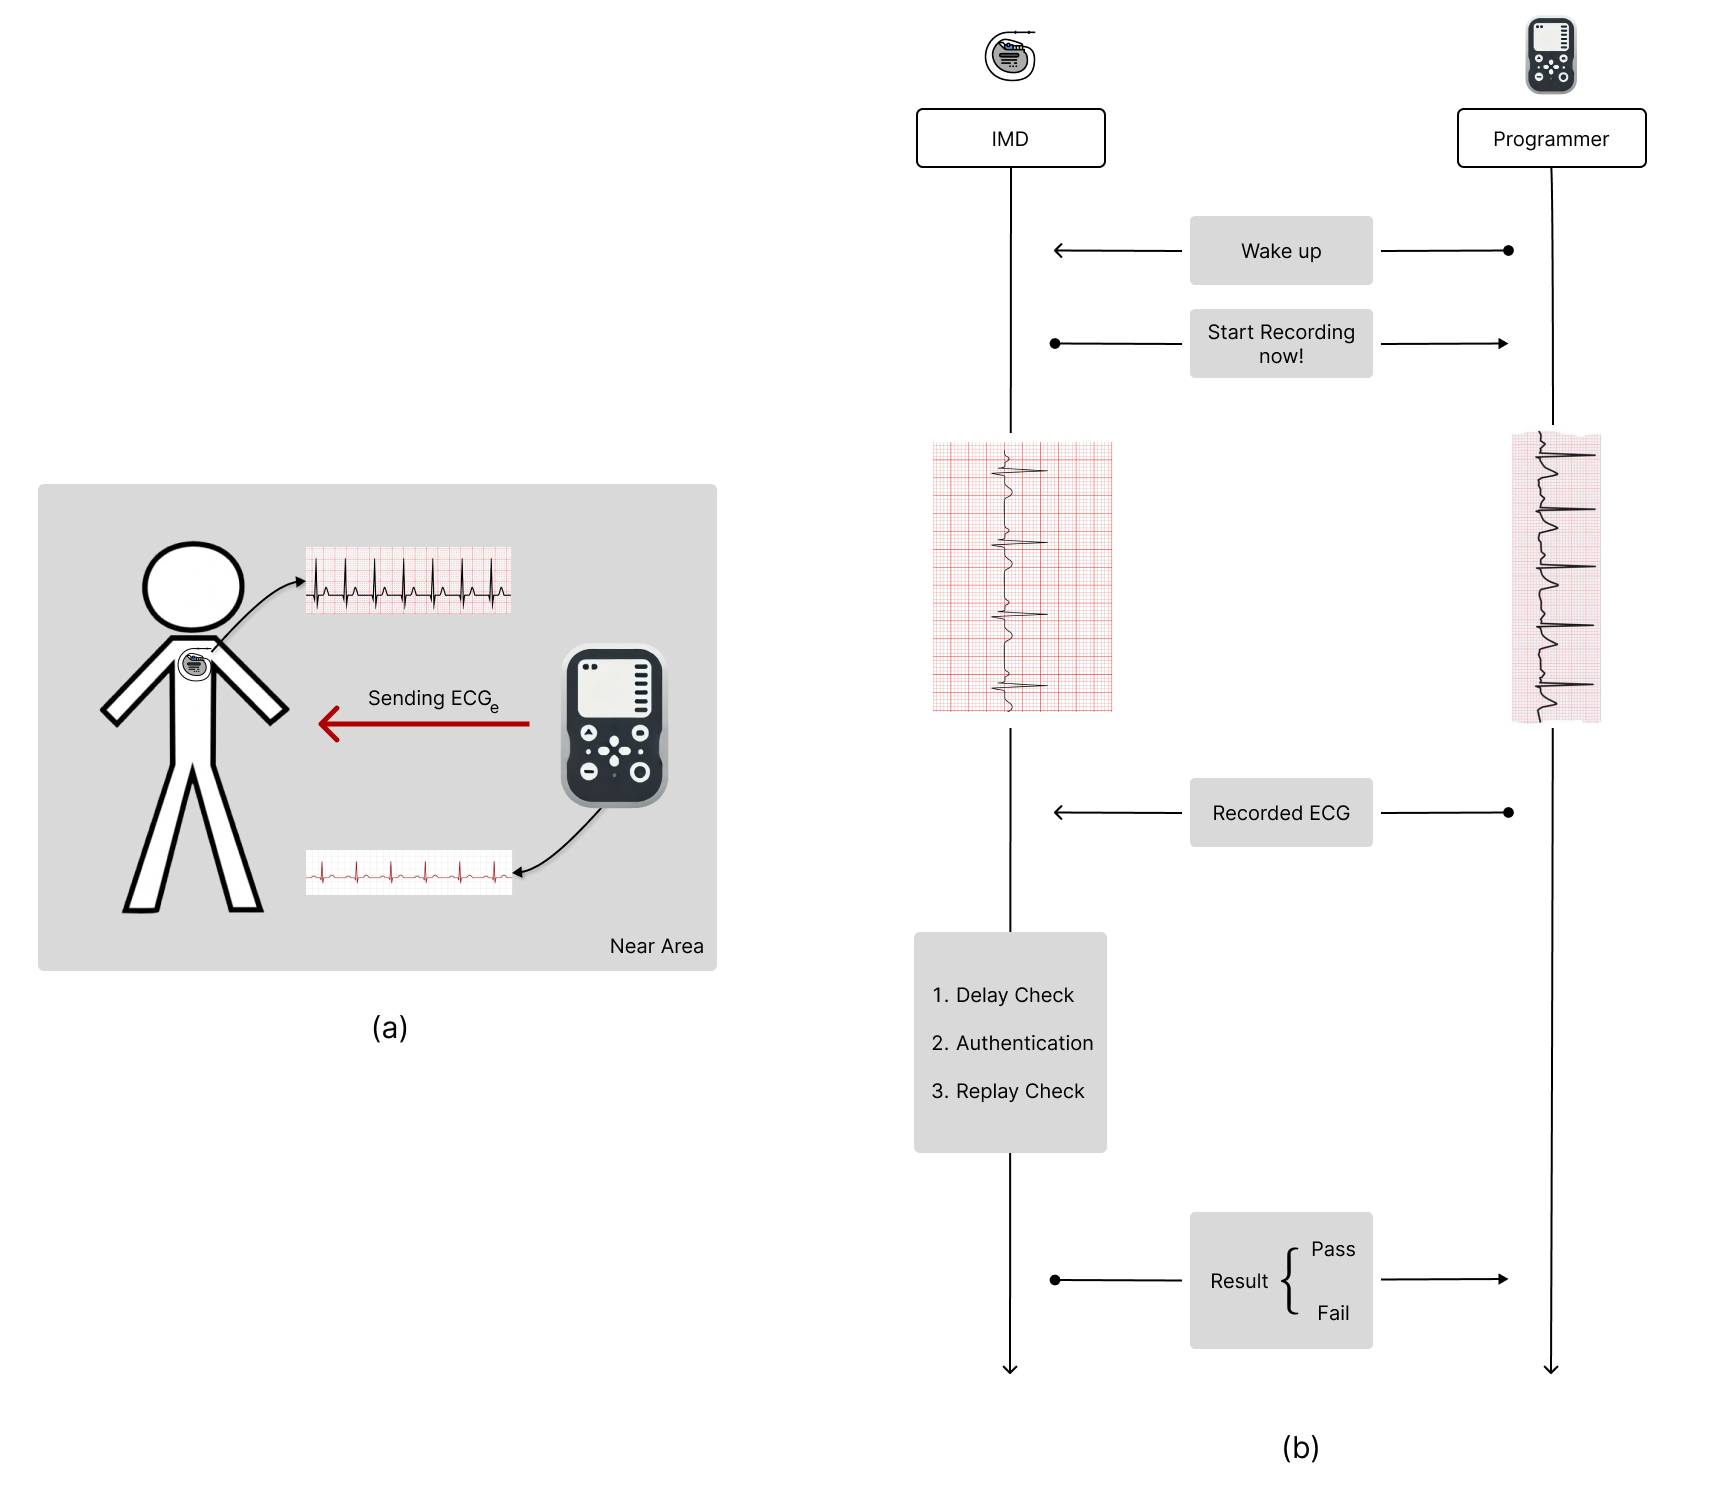 Sending ECGe
Near Area
(a)
IMD
Programmer
Wake up
Start Recording
now!
Recorded ECG
1. Delay Check
2. Authentication
3. Replay Check
Result { Pass
Fail
(b)